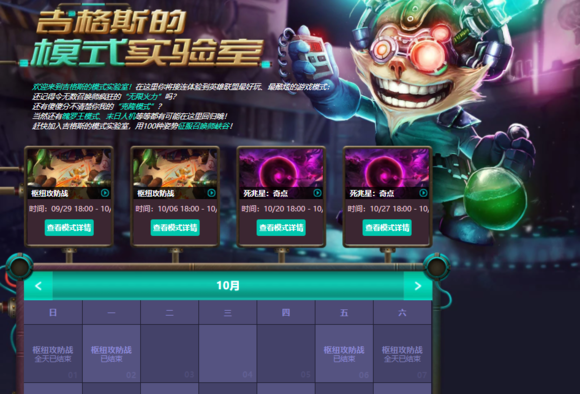 吉格斯的
模式实验室
欢迎来到吉格斯的模式实验室！在这里你将接连体验到英雄联盟最好玩、最酷炫的游戏模式：
还记得令无数召唤师疯狂的“无限火力”吗？
还有傻傻分不清楚你我的“克隆模式”？
当然还有魄罗王模式，末日人机等等都有可能在这里回归哦！
赶快加入吉格斯的模式实验室，用100种姿势征服召唤师峡谷！
枢纽攻防战 枢纽攻防战 死兆星：奇点 死兆星：奇点
时间：09/29 18:00 - 10/ 时间：10/06 18:00 - 10/ 时间：10/20 18:00 - 10/ 时间：10/27 18:00 - 10/
查看模式详情 查看模式详情 查看模式详情 查看模式详情
< 10月 >
日 一 二 三 四 五 六
枢纽攻防战 枢纽攻防战 枢纽攻防战 枢纽攻防战
全天已结束 已结束 已结束 全天已结束
01 02 03 04 05 06 07